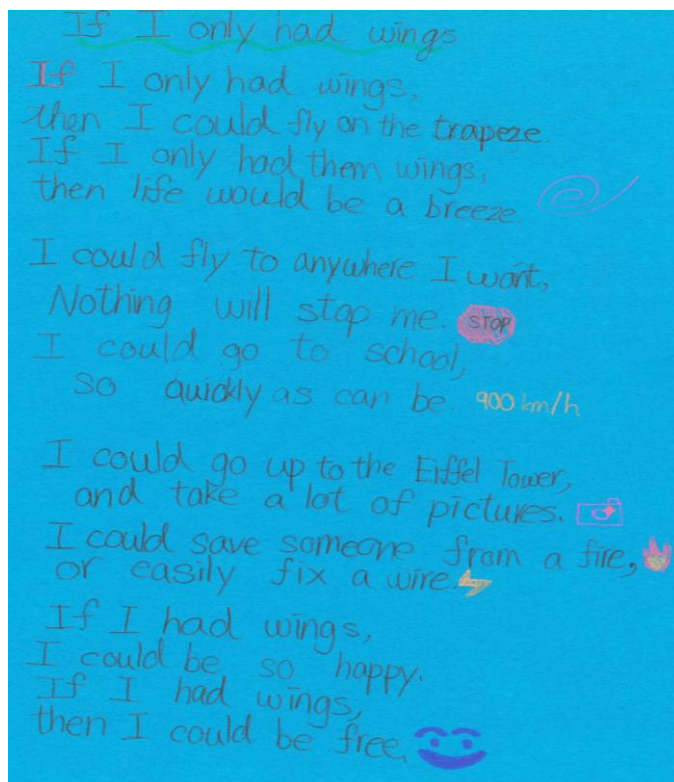 If I only had wings
If I only had wings,
then I could fly on the trapeze.
If I only had them wings,
then life would be a breeze
I could fly to anywhere I want,
Nothing will stop me. STOP
I could go to school,
so quickly as can be. 900 km/h
I could go up to the Eiffel Tower,
and take a lot of pictures.
I could save someone from a fire,
or easily fix a wire.
If I had wings,
I could be so happy.
If I had wings,
then I could be free.